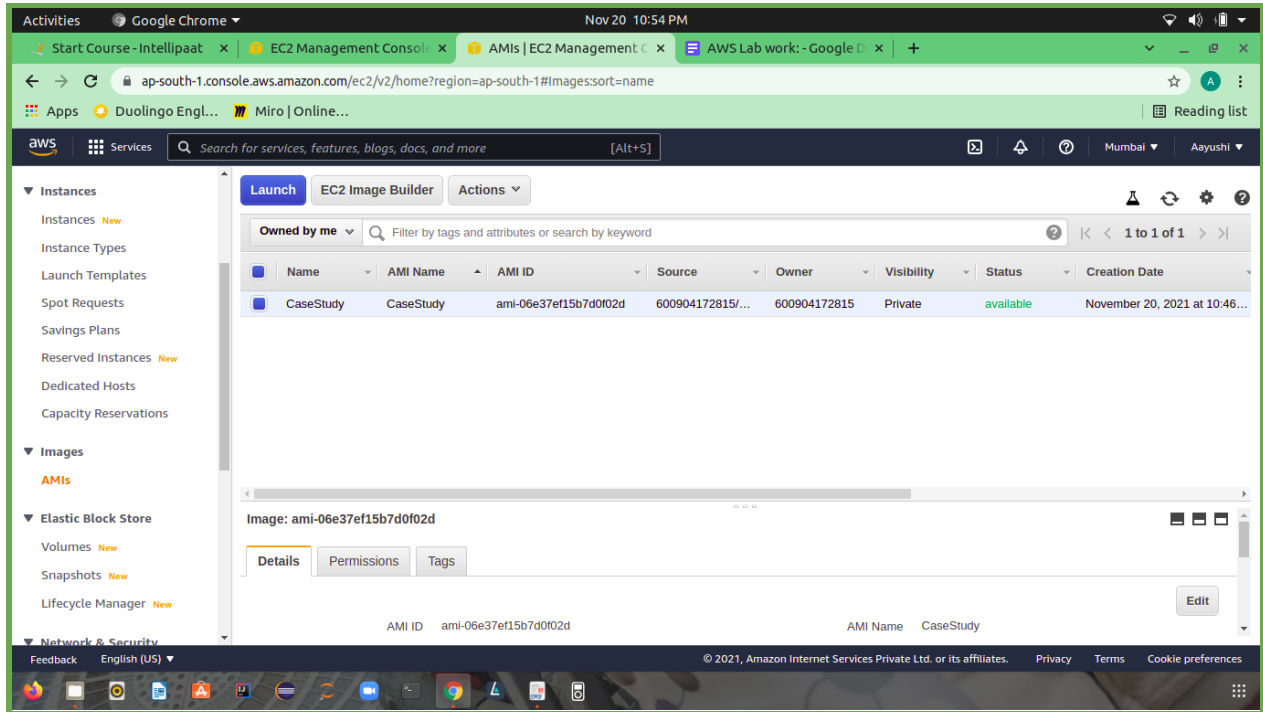 Activities Google Chrome ▾ Nov 20 10:54 PM
Start Course - Intellipaat × EC2 Management Consol × AMIs | EC2 Management C × AWS Lab work: - Google D × +
ap-south-1.console.aws.amazon.com/ec2/v2/home?region=ap-south-1#Images:sort=name A
Apps Duolingo Engl... Miro | Online... Reading list
aws Services Search for services, features, blogs, docs, and more [Alt+S] Mumbai ▼ Aayushi ▼
▼ Instances
Instances New
Instance Types
Launch Templates
Spot Requests
Savings Plans
Reserved Instances New
Dedicated Hosts
Capacity Reservations
▼ Images
AMIs
▼ Elastic Block Store
Volumes New
Snapshots New
Lifecycle Manager New
▼ Network & Security
Launch EC2 Image Builder Actions
Owned by me Filter by tags and attributes or search by keyword 1 to 1 of 1
Name AMI Name AMI ID Source Owner Visibility Status Creation Date
CaseStudy CaseStudy ami-06e37ef15b7d0f02d 600904172815/... 600904172815 Private available November 20, 2021 at 10:46...
Image: ami-06e37ef15b7d0f02d
Details Permissions Tags
Edit
AMI ID ami-06e37ef15b7d0f02d AMI Name CaseStudy
Feedback English (US) ▼ © 2021, Amazon Internet Services Private Ltd. or its affiliates. Privacy Terms Cookie preferences